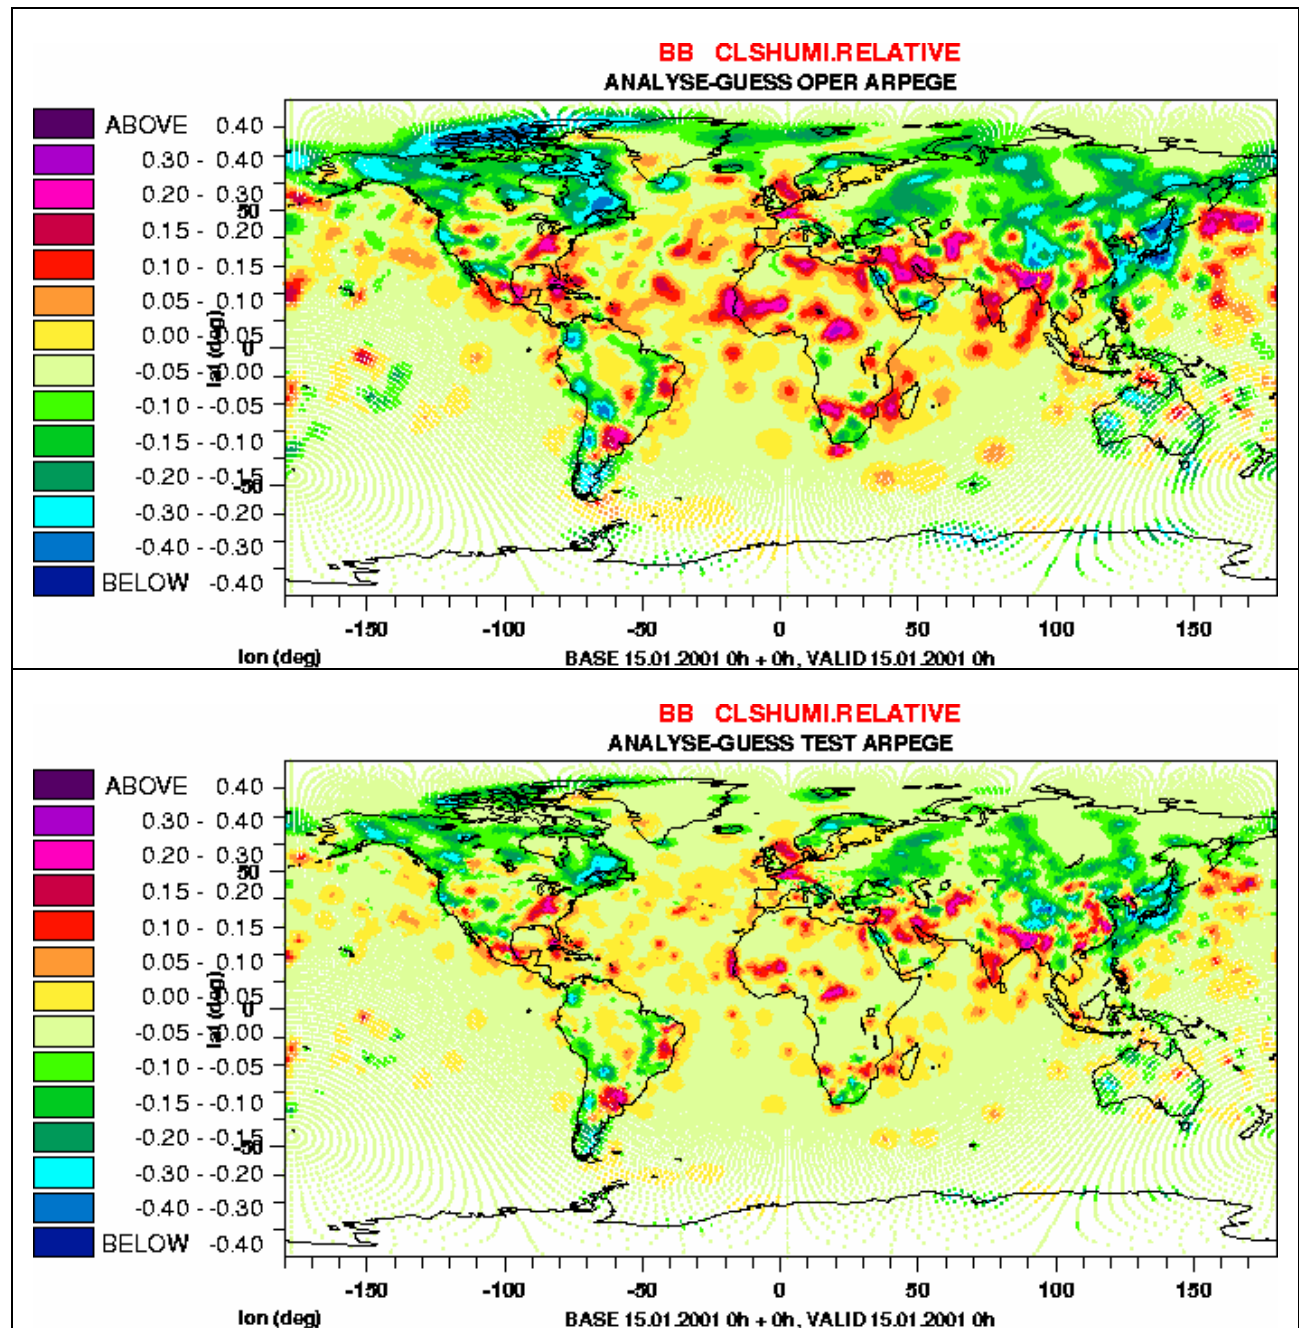 BB CLSHUMI.RELATIVE
ANALYSE-GUESS OPER ARPEGE
ABOVE 0.40
0.30 - 0.40
0.20 - 0.30
50
0.15 - 0.20
0.10 - 0.15
0.05 - 0.10
0.00 - 0.05
lat (deg)
0
-0.05 - -0.00
-0.10 - -0.05
-0.15 - -0.10
-0.20 - -0.15
-50
-0.30 - -0.20
-0.40 - -0.30
BELOW -0.40
-150 -100 -50 0 50 100 150
lon (deg)
BASE 15.01.2001 0h + 0h, VALID 15.01.2001 0h
BB CLSHUMI.RELATIVE
ANALYSE-GUESS TEST ARPEGE
ABOVE 0.40
0.30 - 0.40
0.20 - 0.30
50
0.15 - 0.20
0.10 - 0.15
0.05 - 0.10
0.00 - 0.05
lat (deg)
0
-0.05 - -0.00
-0.10 - -0.05
-0.15 - -0.10
-0.20 - -0.15
-50
-0.30 - -0.20
-0.40 - -0.30
BELOW -0.40
-150 -100 -50 0 50 100 150
lon (deg)
BASE 15.01.2001 0h + 0h, VALID 15.01.2001 0h